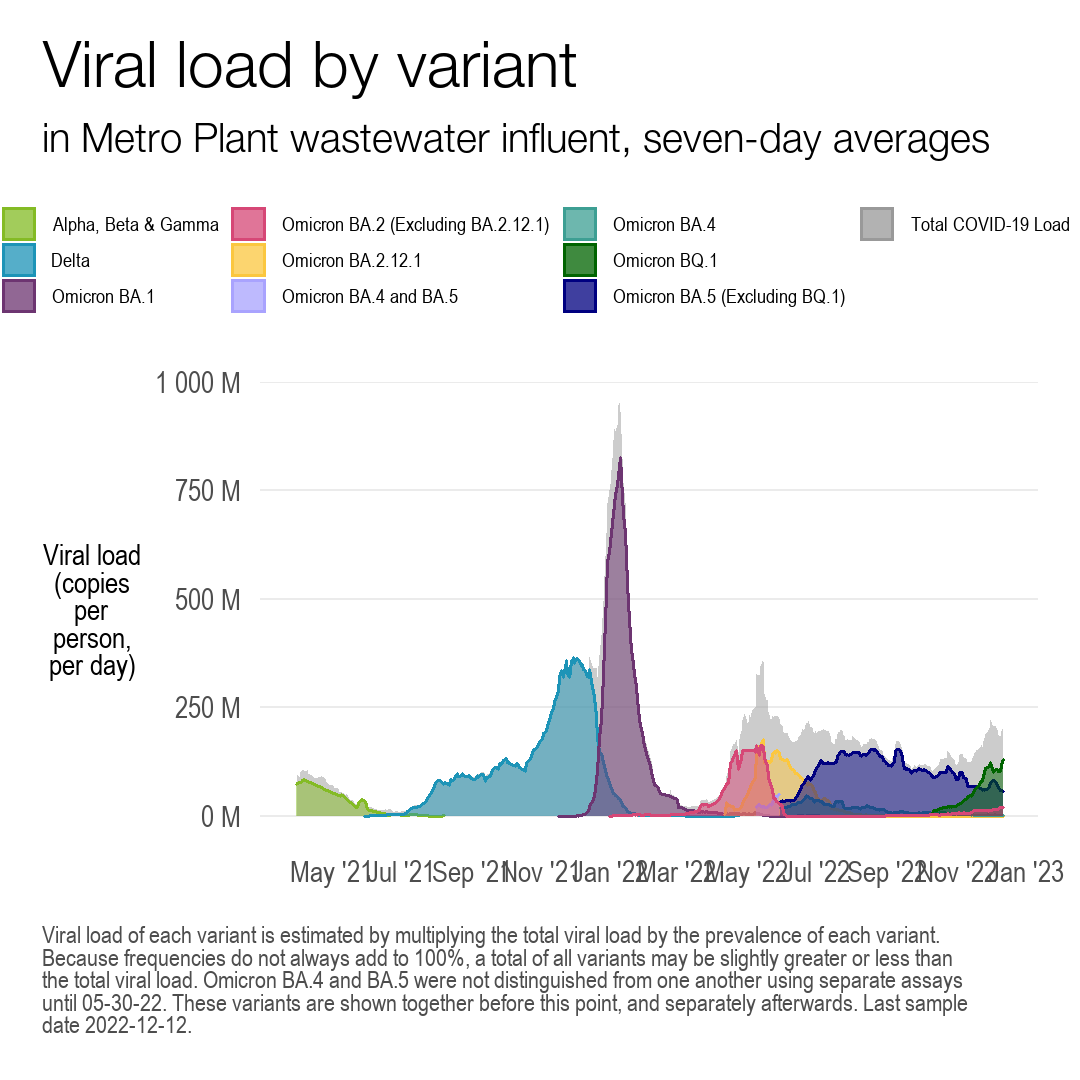 Viral load by variant
in Metro Plant wastewater influent, seven-day averages
Alpha, Beta & Gamma
Delta
Omicron BA.1
Omicron BA.2 (Excluding BA.2.12.1)
Omicron BA.2.12.1
Omicron BA.4 and BA.5
Omicron BA.4
Omicron BQ.1
Omicron BA.5 (Excluding BQ.1)
Total COVID-19 Load
1 000 M
750 M
500 M
250 M
0 M
Viral load
(copies
per
person,
per day)
May '21 Jul '21 Sep '21 Nov '21 Jan '22 Mar '22 May '22 Jul '22 Sep '22 Nov '22 Jan '23
Viral load of each variant is estimated by multiplying the total viral load by the prevalence of each variant.
Because frequencies do not always add to 100%, a total of all variants may be slightly greater or less than
the total viral load. Omicron BA.4 and BA.5 were not distinguished from one another using separate assays
until 05-30-22. These variants are shown together before this point, and separately afterwards. Last sample
date 2022-12-12.